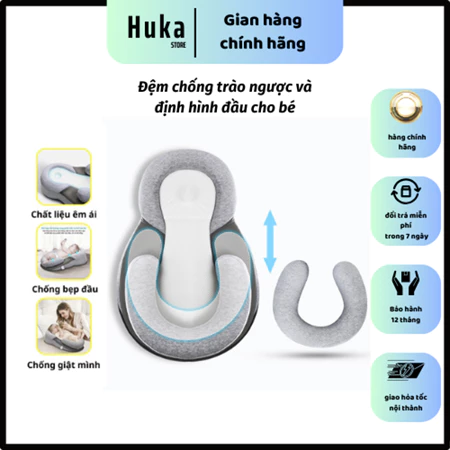 Huka
STORE
Gian hàng
chính hãng
Đệm chống trào ngược và
định hình đầu cho bé
Chất liệu êm ái
Chống bẹp đầu
Chống giật mình
hàng chính
hãng
đổi trả miễn
phí
trong 7 ngày
Bảo hành
12 tháng
giao hỏa tốc
nội thành